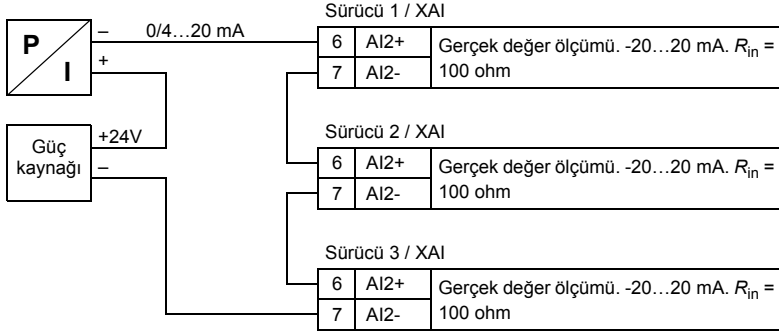 Sürücü 1 / XAI
P
I
–
0/4…20 mA
+
6 AI2+ Gerçek değer ölçümü. -20…20 mA. Rin =
7 AI2- 100 ohm
Güç
kaynağı
+24V
–
Sürücü 2 / XAI
6 AI2+ Gerçek değer ölçümü. -20…20 mA. Rin =
7 AI2- 100 ohm
Sürücü 3 / XAI
6 AI2+ Gerçek değer ölçümü. -20…20 mA. Rin =
7 AI2- 100 ohm